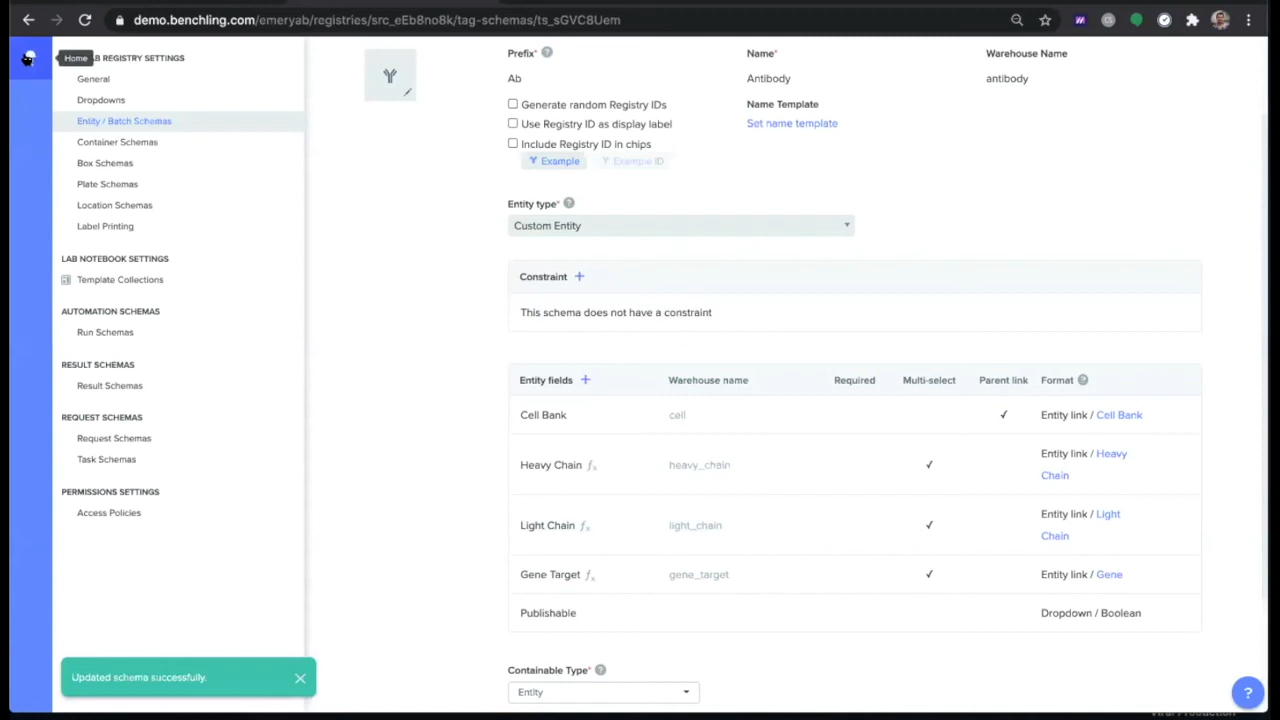 demo.benchling.com/emeryab/registries/src_eEb8no8k/tag-schemas/ts_sGVC8Uem
Home
AB REGISTRY SETTINGS
General
Dropdowns
Entity / Batch Schemas
Container Schemas
Box Schemas
Plate Schemas
Location Schemas
Label Printing
LAB NOTEBOOK SETTINGS
Template Collections
AUTOMATION SCHEMAS
Run Schemas
RESULT SCHEMAS
Result Schemas
REQUEST SCHEMAS
Request Schemas
Task Schemas
PERMISSIONS SETTINGS
Access Policies
Updated schema successfully.
Prefix* Name* Warehouse Name
Ab Antibody antibody
Generate random Registry IDs Name Template
Use Registry ID as display label Set name template
Include Registry ID in chips
Example Example ID
Entity type*
Custom Entity
Constraint +
This schema does not have a constraint
Entity fields + Warehouse name Required Multi-select Parent link Format
Cell Bank cell ✓ Entity link / Cell Bank
Heavy Chain fx heavy_chain ✓ Entity link / Heavy
Chain
Light Chain fx light_chain ✓ Entity link / Light
Chain
Gene Target fx gene_target ✓ Entity link / Gene
Publishable Dropdown / Boolean
Containable Type*
Entity
?